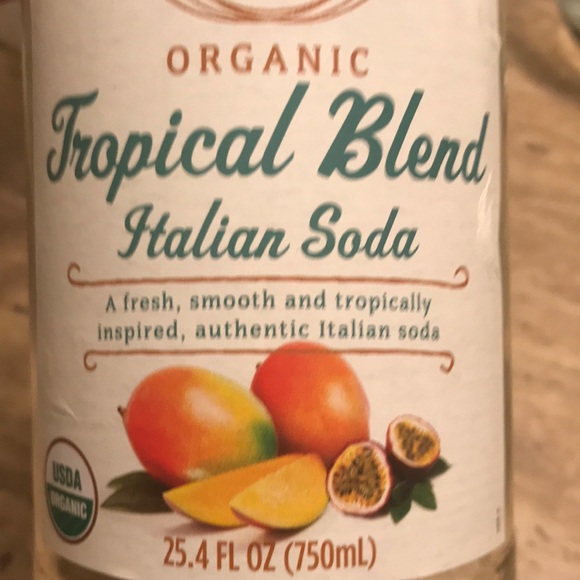 ORGANIC
Tropical Blend
Italian Soda
A fresh, smooth and tropically
inspired, authentic Italian soda
USDA
ORGANIC
25.4 FL OZ (750mL)